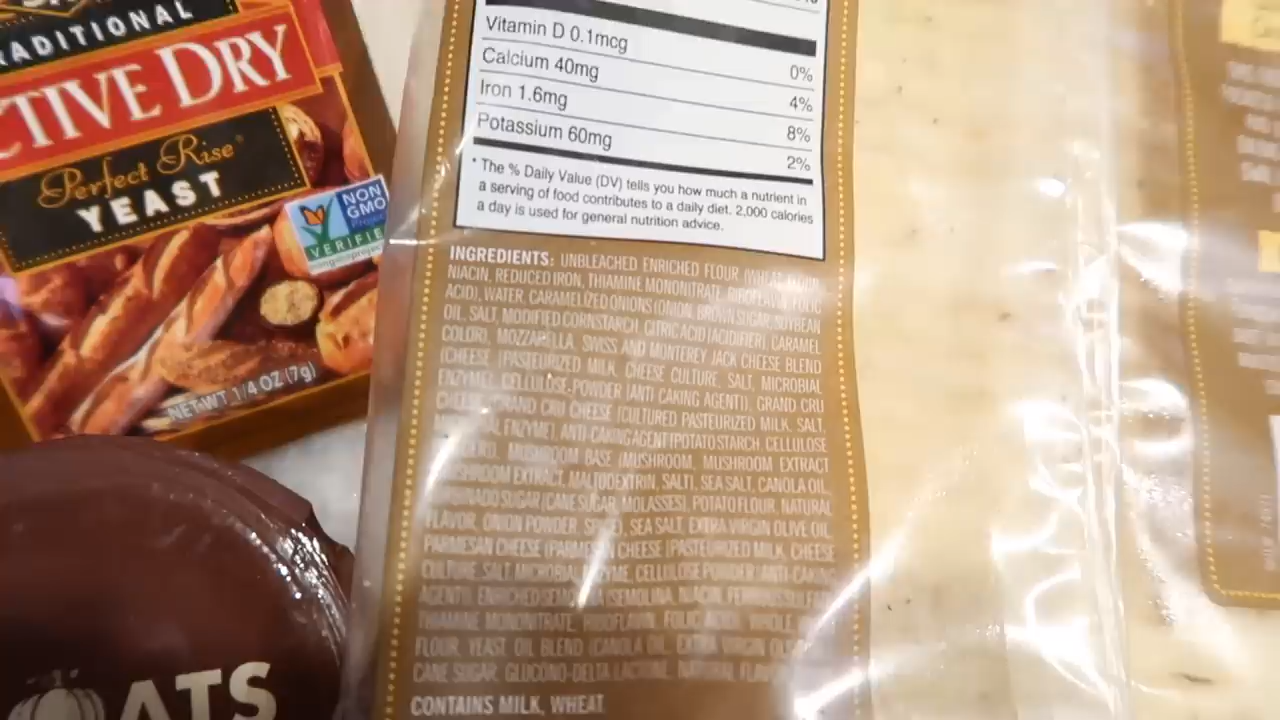 RADITIONAL
CTIVE DRY
Perfect Rise®
YEAST
NON
GMO
Project
VERIFIE
NET WT 1/4 OZ (7g)
ATS
Vitamin D 0.1mcg 0%
Calcium 40mg 4%
Iron 1.6mg 8%
Potassium 60mg 2%
* The % Daily Value (DV) tells you how much a nutrient in
a serving of food contributes to a daily diet. 2,000 calories
a day is used for general nutrition advice.
INGREDIENTS: UNBLEACHED ENRICHED FLOUR (WHEAT
NIACIN, REDUCED IRON, THIAMINE MONONITRATE, RIBOFLAVIN, FOLIC
ACID), WATER, CARAMELIZED ONIONS (ONION, BROWN SUGAR, SOYBEAN
OIL, SALT, MODIFIED CORNSTARCH, CITRIC ACID (ACIDIFIER), CARAMEL
COLOR), MOZZARELLA, SWISS AND MONTEREY JACK CHEESE BLEND
(CHEESE (PASTEURIZED MILK, CHEESE CULTURE, SALT, MICROBIAL
ENZYME), CELLULOSE POWDER (ANTI CAKING AGENT)), GRAND CRU
GRAND CRU CHEESE (CULTURED PASTEURIZED MILK, SALT,
ENZYME), ANTI-CAKING AGENT (POTATO STARCH, CELLULOSE
MUSHROOM BASE (MUSHROOM, MUSHROOM EXTRACT
EXTRACT, MALTODEXTRIN, SALT), SEA SALT, CANOLA OIL,
SUGAR (CANE SUGAR, MOLASSES), POTATO FLOUR, NATURAL
FLAVOR, ONION POWDER, SEA SALT, EXTRA VIRGIN OLIVE OIL,
PARMESAN CHEESE (PARMESAN CHEESE (PASTEURIZED MILK, CHEESE
CULTURE, SALT, MICROBIAL ENZYME, CELLULOSE POWDER (ANTI-CAKING
ENRICHED SEMOLINA (SEMOLINA, NIACIN, FERROUS
THIAMINE MONONITRATE, RIBOFLAVIN, FOLIC WHOLE
FLOUR, YEAST, OIL BLEND (CANOLA OIL, EXTRA VIRGIN
CANE SUGAR, GLUCONO-DELTA LACTONE, NATURAL
CONTAINS MILK, WHEAT